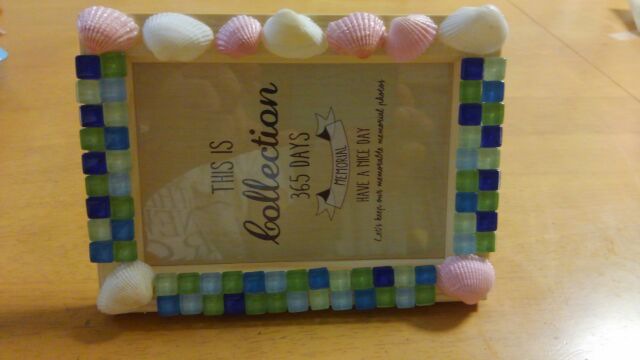 THIS IS
Collection
365 DAYS
MEMORIAL
HAVE A NICE DAY
Let's keep our memorable memorial photos